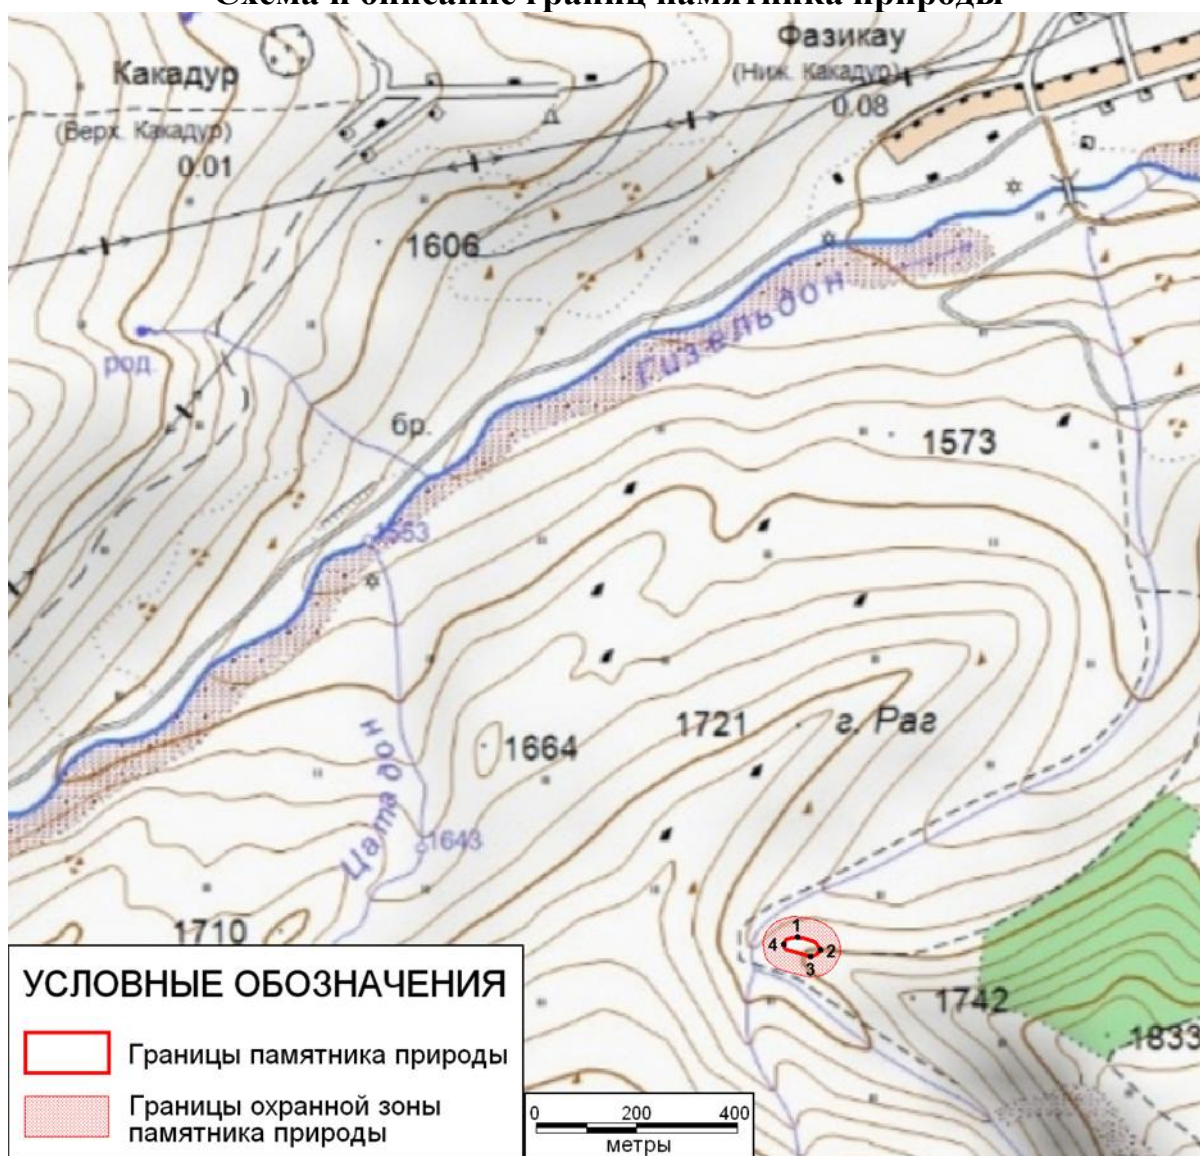 Схема и описание границ памятника природы
Фазикау
(Ниж. Какадур)
0.08
Какадур
(Верх. Какадур)
0.01
1606
Гизельдон
род.
бр.
1573
1553
1721
г. Раг
1664
Цата дон
1643
1710
1
4
2
3
1742
1833
УСЛОВНЫЕ ОБОЗНАЧЕНИЯ
Границы памятника природы
Границы охранной зоны
памятника природы
0 200 400
метры